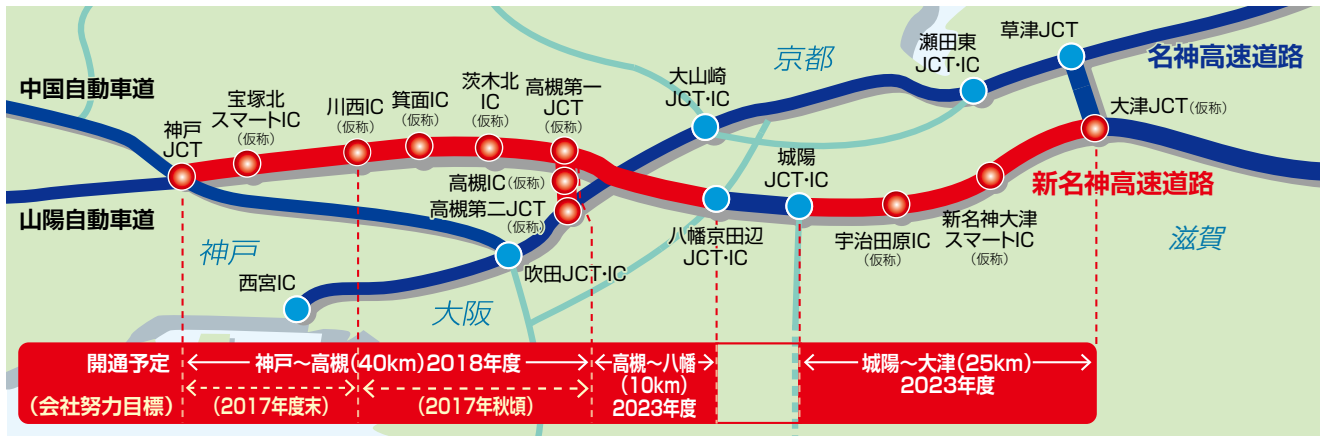 中国自動車道
山陽自動車道
神戸
JCT
宝塚北
スマートIC
(仮称)
川西IC
(仮称)
箕面IC
(仮称)
茨木北
IC
(仮称)
高槻第一
JCT
(仮称)
高槻IC(仮称)
高槻第二JCT
(仮称)
大山崎
JCT・IC
京都
瀬田東
JCT・IC
草津JCT
名神高速道路
大津JCT(仮称)
新名神高速道路
城陽
JCT・IC
八幡京田辺
JCT・IC
宇治田原IC
(仮称)
新名神大津
スマートIC
(仮称)
滋賀
神戸
西宮IC
大阪
吹田JCT・IC
開通予定
神戸〜高槻(40km)2018年度
高槻〜八幡
(10km)
2023年度
城陽〜大津(25km)
2023年度
(会社努力目標)
(2017年度末)
(2017年秋頃)